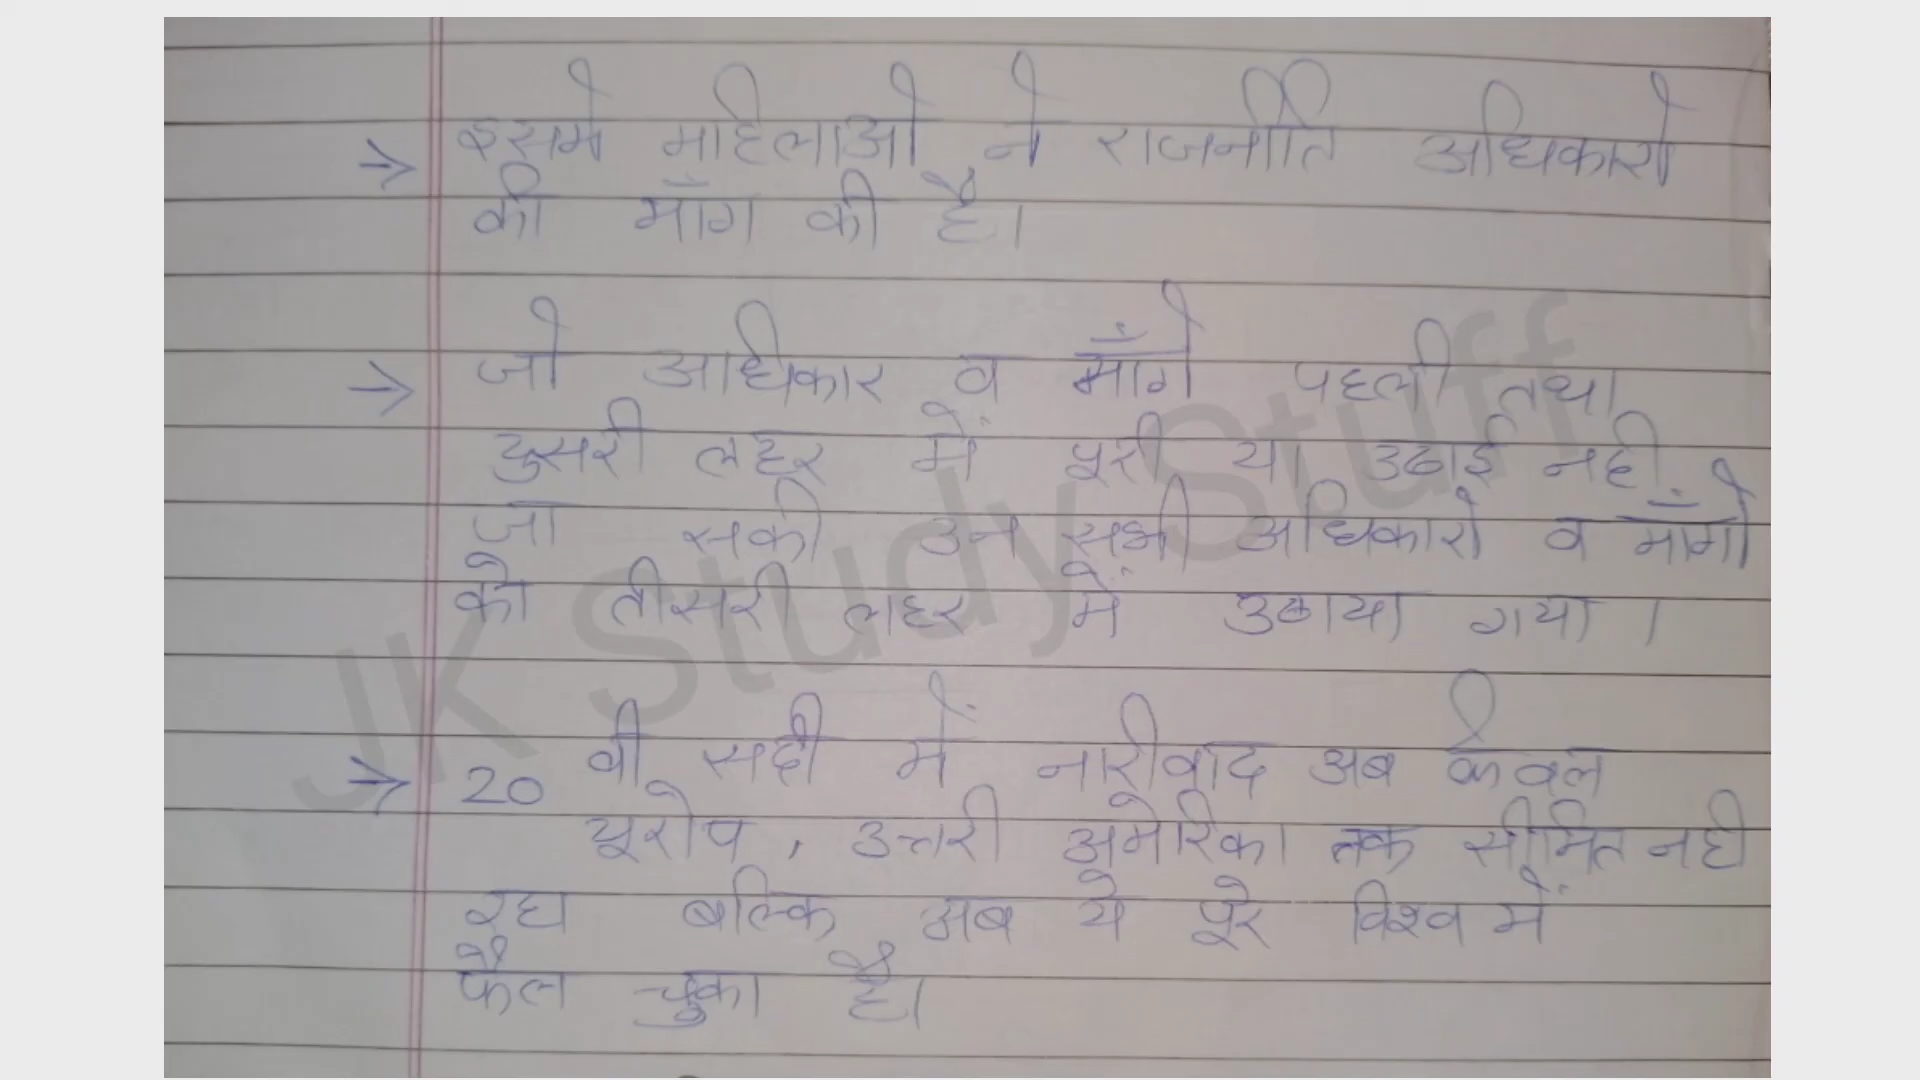 → इसमे महिलाओ ने राजनीति अधिकारो
की माँग की है।
→ जो अधिकार व माँगे पहली तथा
दुसरी लहर में पूरी या उठाई नही
जा सकी उन सभी अधिकारो व माँगो
को तीसरी लहर में उठाया गया ।
→ 20 वी सदी में नारीवाद अब केवल
यूरोप , उत्तरी अमेरिका तक सीमित नही
रहा बल्कि अब ये पूरे विश्व में
फैल चुका है।
JK Study Stuff